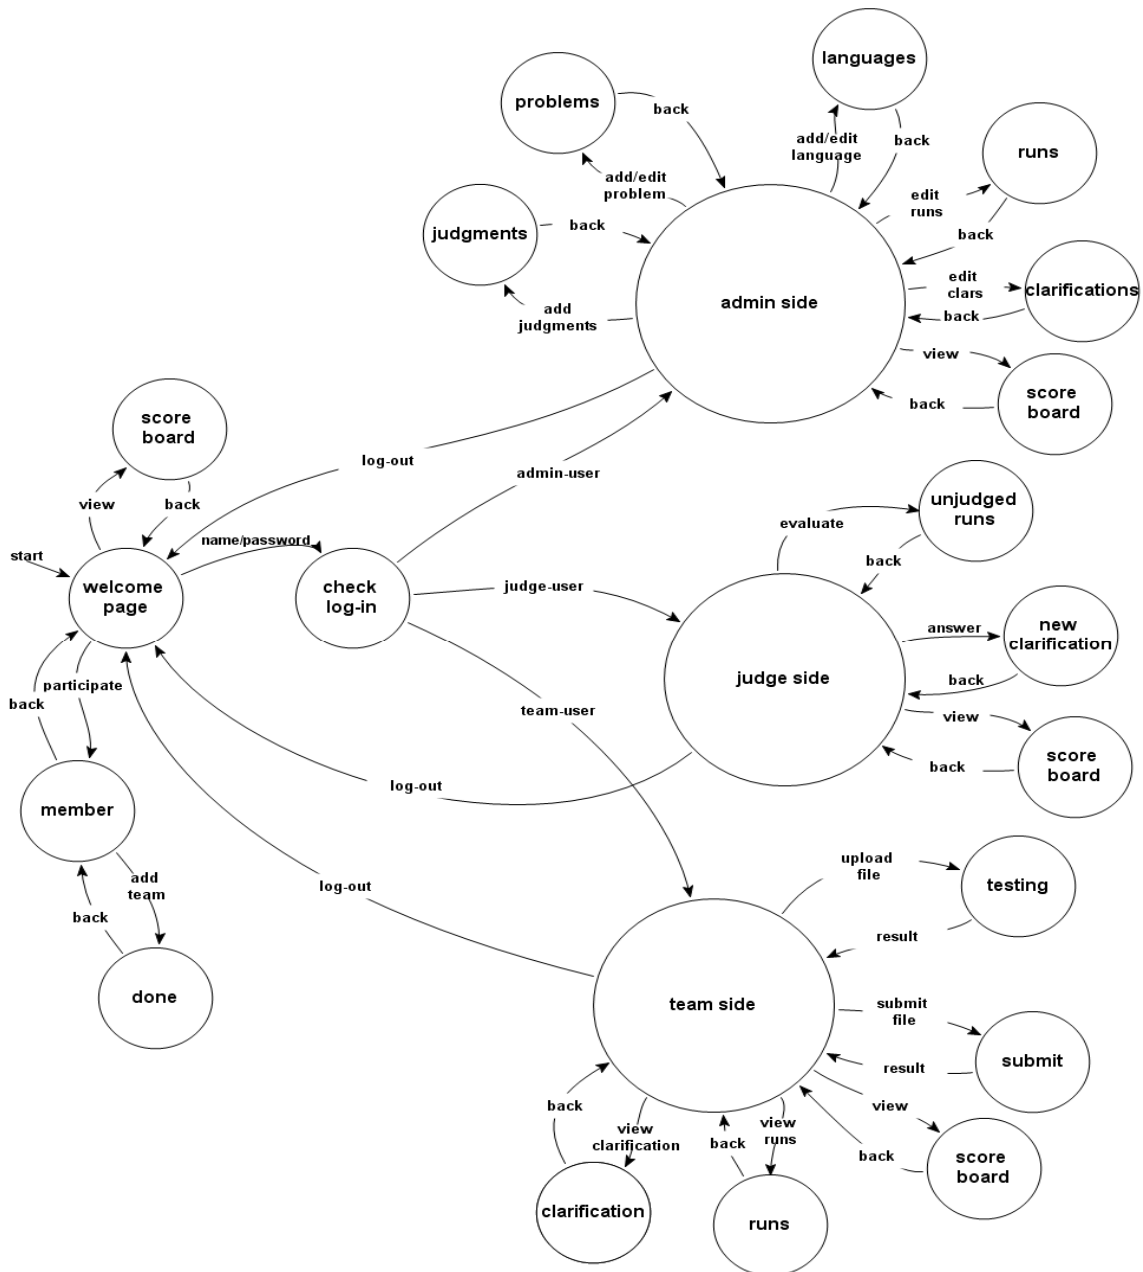 languages
problems
back
add/edit
language
back
runs
add/edit
problem
edit
runs
judgments
back
back
edit
clars
clarifications
admin side
add
judgments
back
view
score
board
back
score
board
log-out
admin-user
view
back
unjudged
runs
evaluate
start
name/password
back
welcome
page
check
log-in
judge-user
new
clarification
answer
judge side
back
participate
back
team-user
view
score
board
back
log-out
member
upload
file
testing
add
team
log-out
back
result
done
team side
submit
file
submit
result
back
view
view
clarification
view
runs
back
back
score
board
clarification
runs